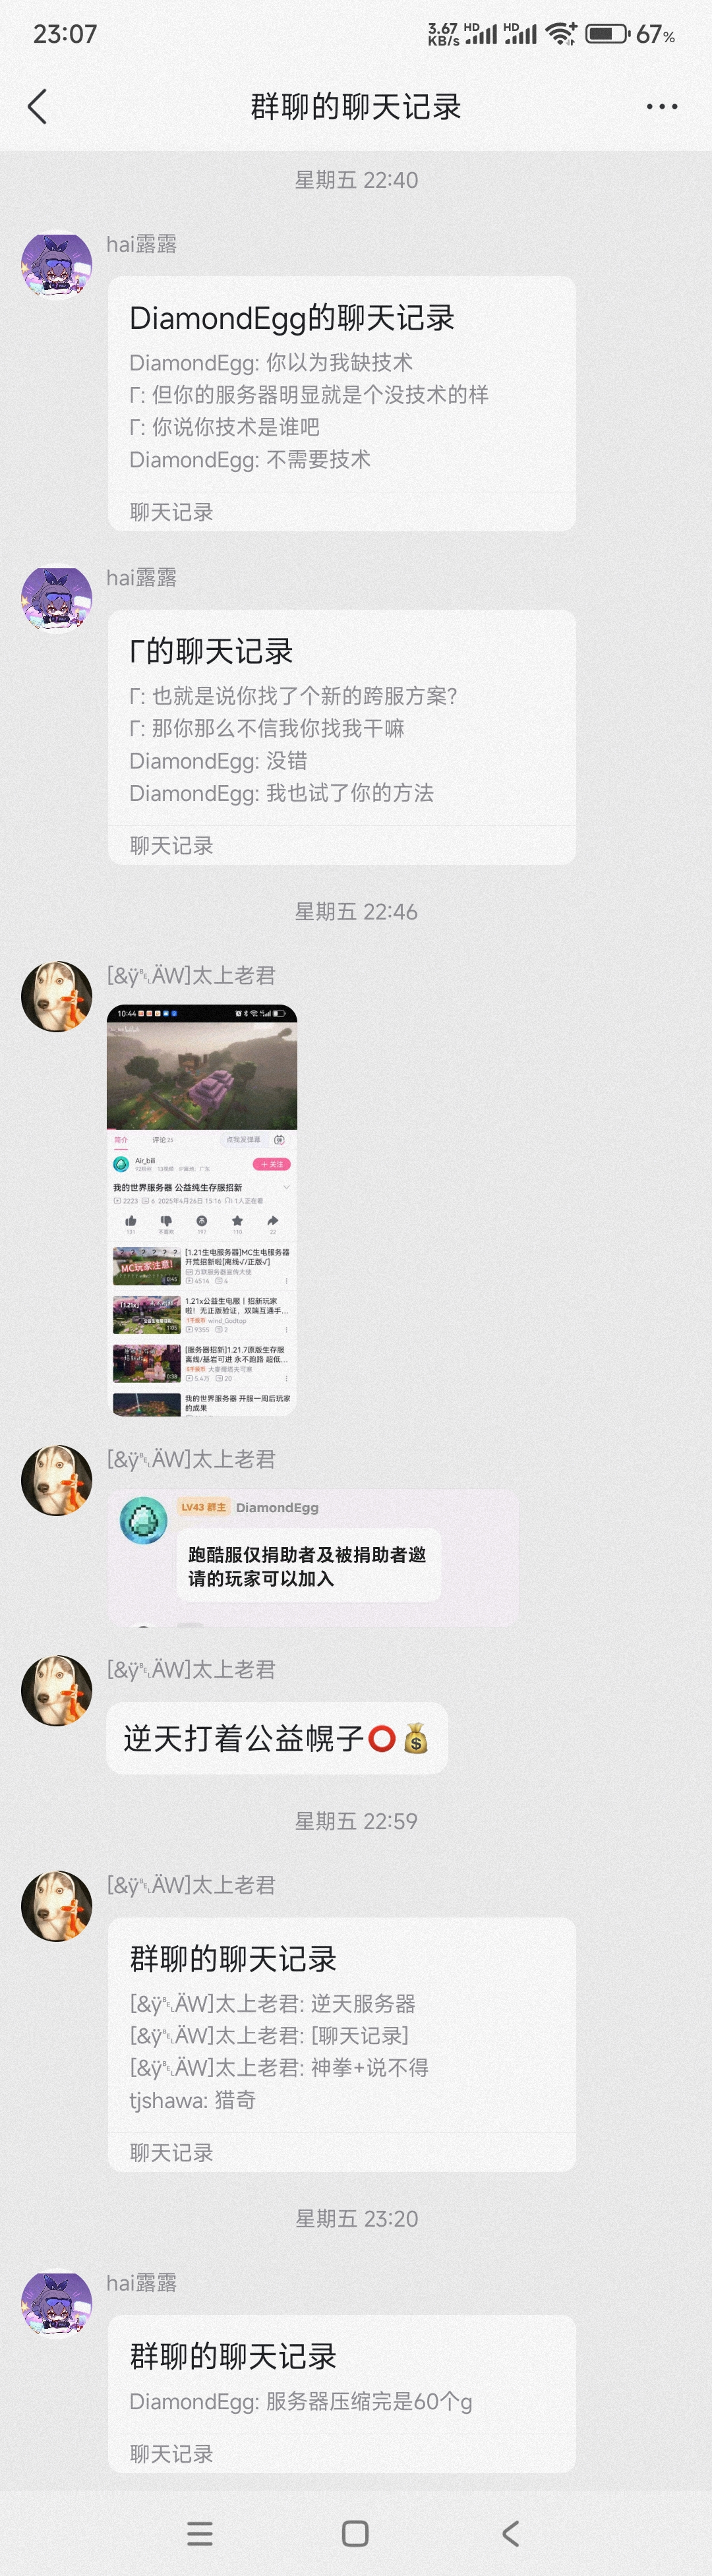 23:07
3.67 KB/s HD HD 67%
群聊的聊天记录
星期五 22:40
hai露露
DiamondEgg的聊天记录
DiamondEgg: 你以为我缺技术
Γ: 但你的服务器明显就是个没技术的样
Γ: 你说你技术是谁吧
DiamondEgg: 不需要技术
聊天记录
hai露露
Γ的聊天记录
Γ: 也就是说你找了个新的跨服方案?
Γ: 那你那么不信我你找我干嘛
DiamondEgg: 没错
DiamondEgg: 我也试了你的方法
聊天记录
星期五 22:46
[&ÿ␇ÄW]太上老君
10:44
简介 评论 25 点我发弹幕
Air_bili
+ 关注
我的世界服务器 公益纯生存服招新
2223 6 2025年4月26日 15:16 1人正在看
131 不喜欢 197 110 22
[1.21生电服务器]MC生电服务器
开荒招新啦[离线√/正版√]
MC玩家注意!
0:45
4514 4
1.21x公益生电服丨招新玩家
啦！无正版验证，双端互通手...
1:05
wind_Godtop
9355 2
[服务器招新]1.21.7原版生存服
离线/基岩可进 永不跑路 超低...
0:38
5.4万 20
我的世界服务器 开服一周后玩家
的成果
[&ÿ␇ÄW]太上老君
LV43 群主 DiamondEgg
跑酷服仅捐助者及被捐助者邀
请的玩家可以加入
[&ÿ␇ÄW]太上老君
逆天打着公益幌子⭕💰
星期五 22:59
[&ÿ␇ÄW]太上老君
群聊的聊天记录
[&ÿ␇ÄW]太上老君: 逆天服务器
[&ÿ␇ÄW]太上老君: [聊天记录]
[&ÿ␇ÄW]太上老君: 神拳+说不得
tjshawa: 猎奇
聊天记录
星期五 23:20
hai露露
群聊的聊天记录
DiamondEgg: 服务器压缩完是60个g
聊天记录